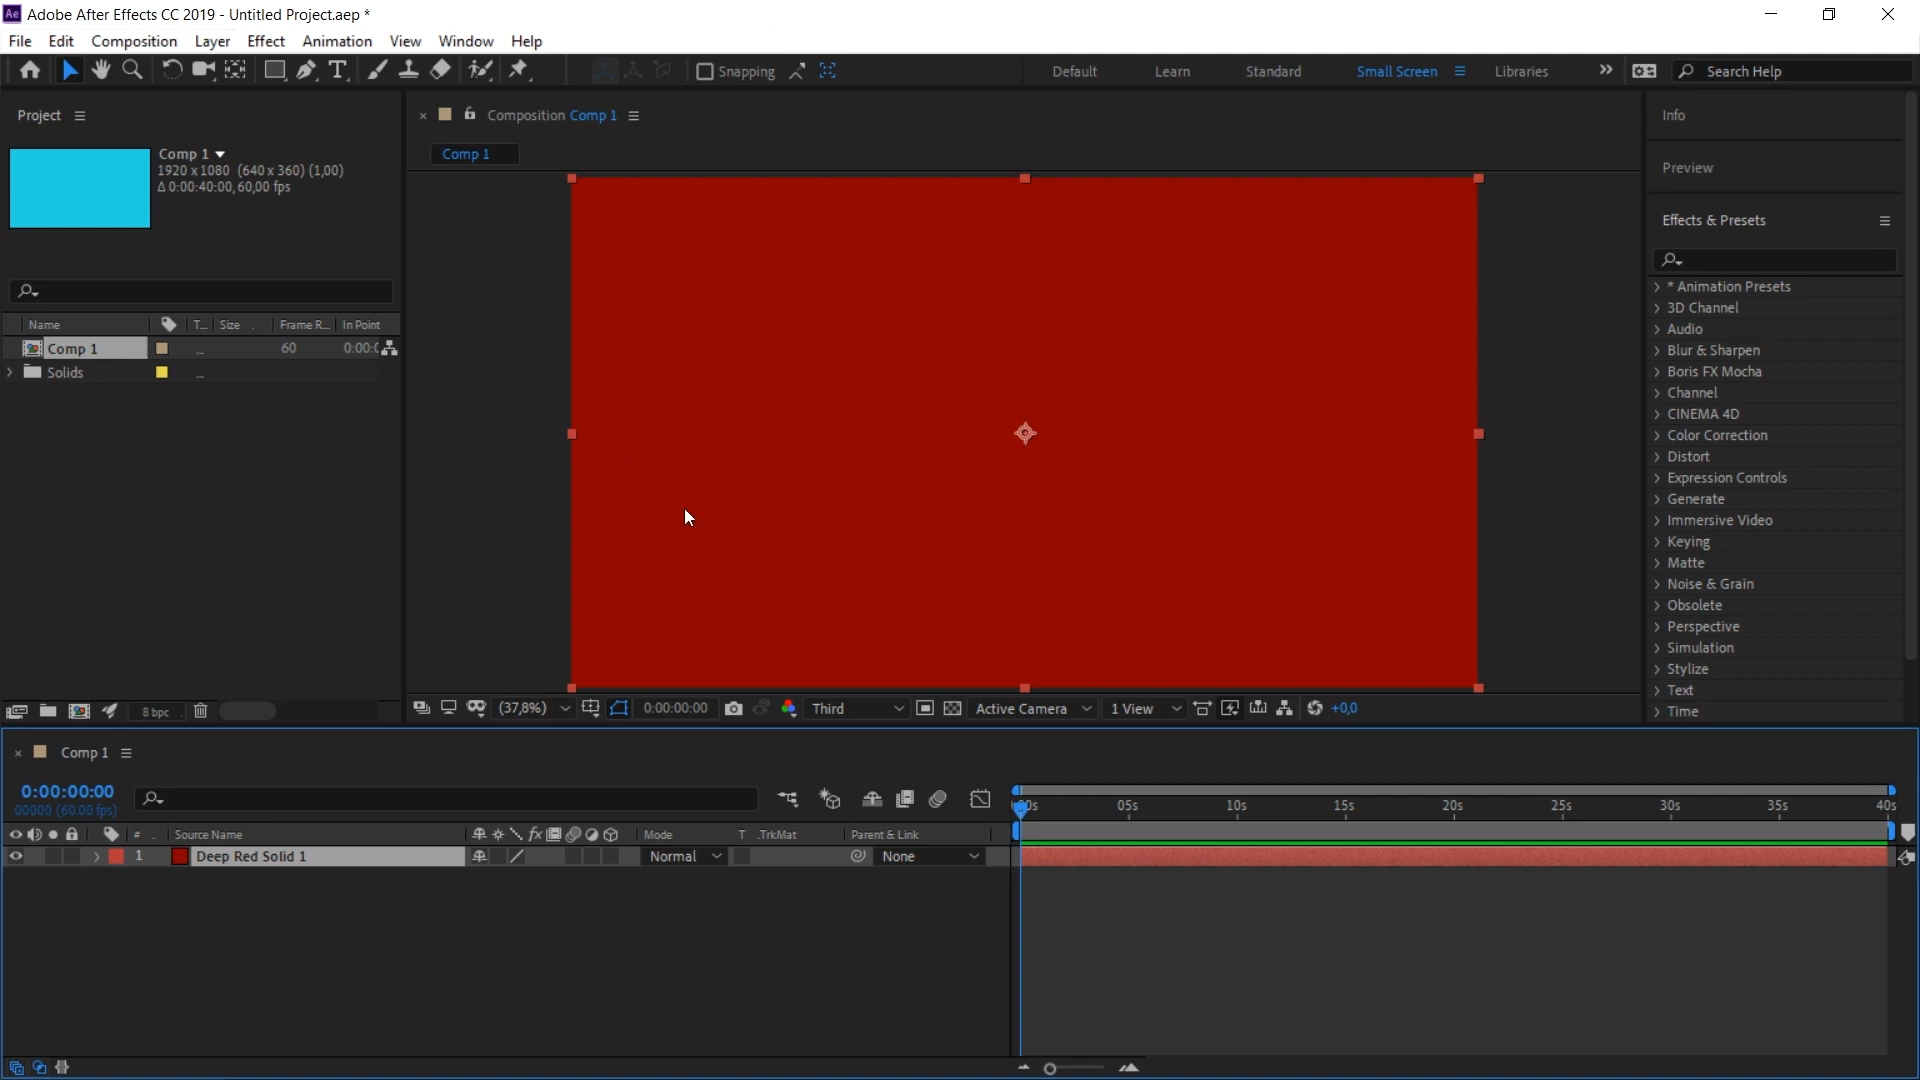 Ae Adobe After Effects CC 2019 - Untitled Project.aep *
File Edit Composition Layer Effect Animation View Window Help
Snapping Default Learn Standard Small Screen Libraries Search Help
Project
Comp 1
1920 x 1080 (640 x 360) (1,00)
Δ 0:00:40:00, 60,00 fps
Name T... Size Frame R... In Point
Comp 1 ... 60 0:00:0
Solids ...
8 bpc
Composition Comp 1
Comp 1
(37,8%) 0:00:00:00 Third Active Camera 1 View +0,0
Info
Preview
Effects & Presets
* Animation Presets
3D Channel
Audio
Blur & Sharpen
Boris FX Mocha
Channel
CINEMA 4D
Color Correction
Distort
Expression Controls
Generate
Immersive Video
Keying
Matte
Noise & Grain
Obsolete
Perspective
Simulation
Stylize
Text
Time
Comp 1
0:00:00:00
00000 (60.00 fps)
00s 05s 10s 15s 20s 25s 30s 35s 40s
# Source Name fx Mode T .TrkMat Parent & Link
1 Deep Red Solid 1 Normal None